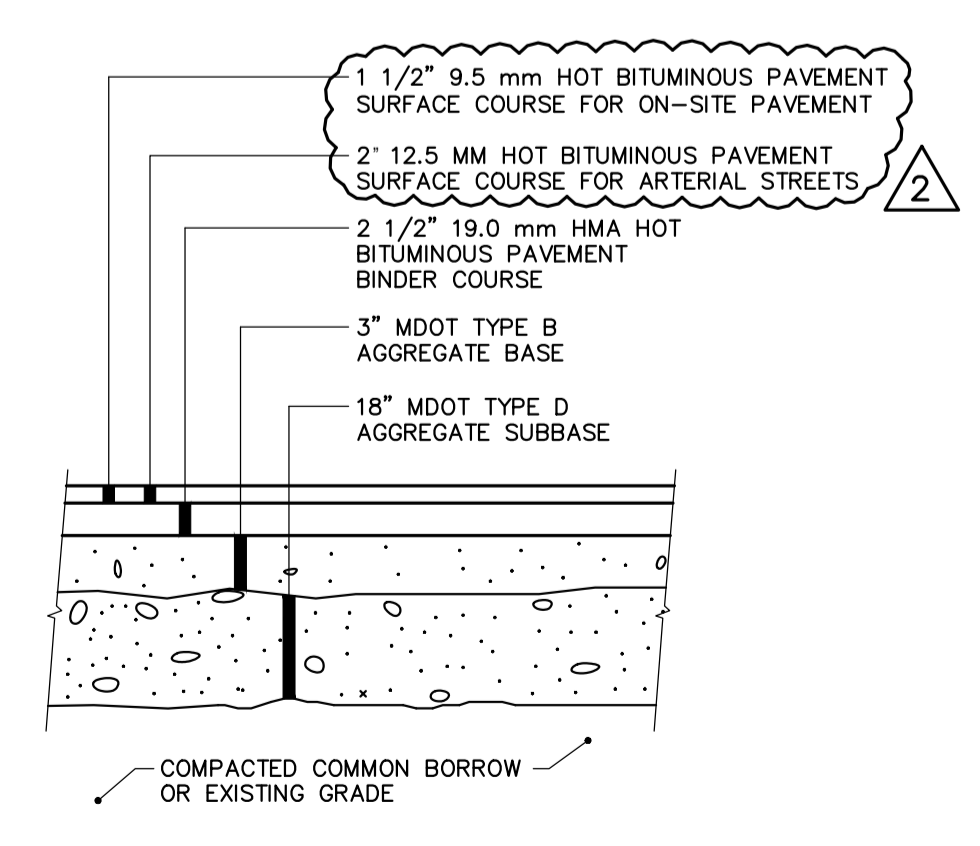 1 1/2” 9.5 mm HOT BITUMINOUS PAVEMENT
SURFACE COURSE FOR ON-SITE PAVEMENT
2" 12.5 MM HOT BITUMINOUS PAVEMENT
SURFACE COURSE FOR ARTERIAL STREETS
2
2 1/2” 19.0 mm HMA HOT
BITUMINOUS PAVEMENT
BINDER COURSE
3” MDOT TYPE B
AGGREGATE BASE
18” MDOT TYPE D
AGGREGATE SUBBASE
COMPACTED COMMON BORROW
OR EXISTING GRADE